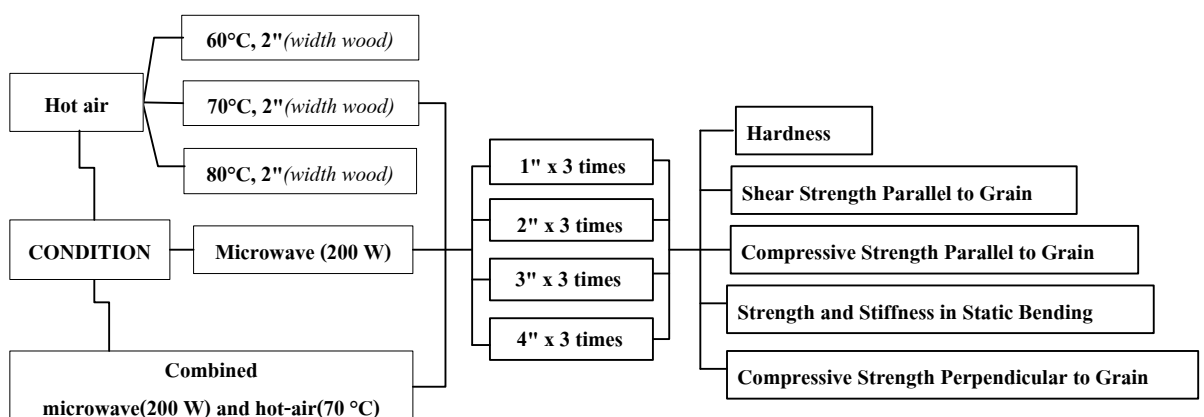 60°C, 2"(width wood)
Hot air
70°C, 2"(width wood)
80°C, 2"(width wood)
CONDITION
Microwave (200 W)
Combined
microwave(200 W) and hot-air(70 °C)
1" x 3 times
2" x 3 times
3" x 3 times
4" x 3 times
Hardness
Shear Strength Parallel to Grain
Compressive Strength Parallel to Grain
Strength and Stiffness in Static Bending
Compressive Strength Perpendicular to Grain